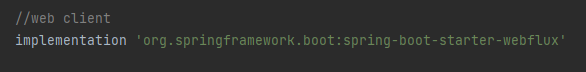 //web client
implementation 'org.springframework.boot:spring-boot-starter-webflux'